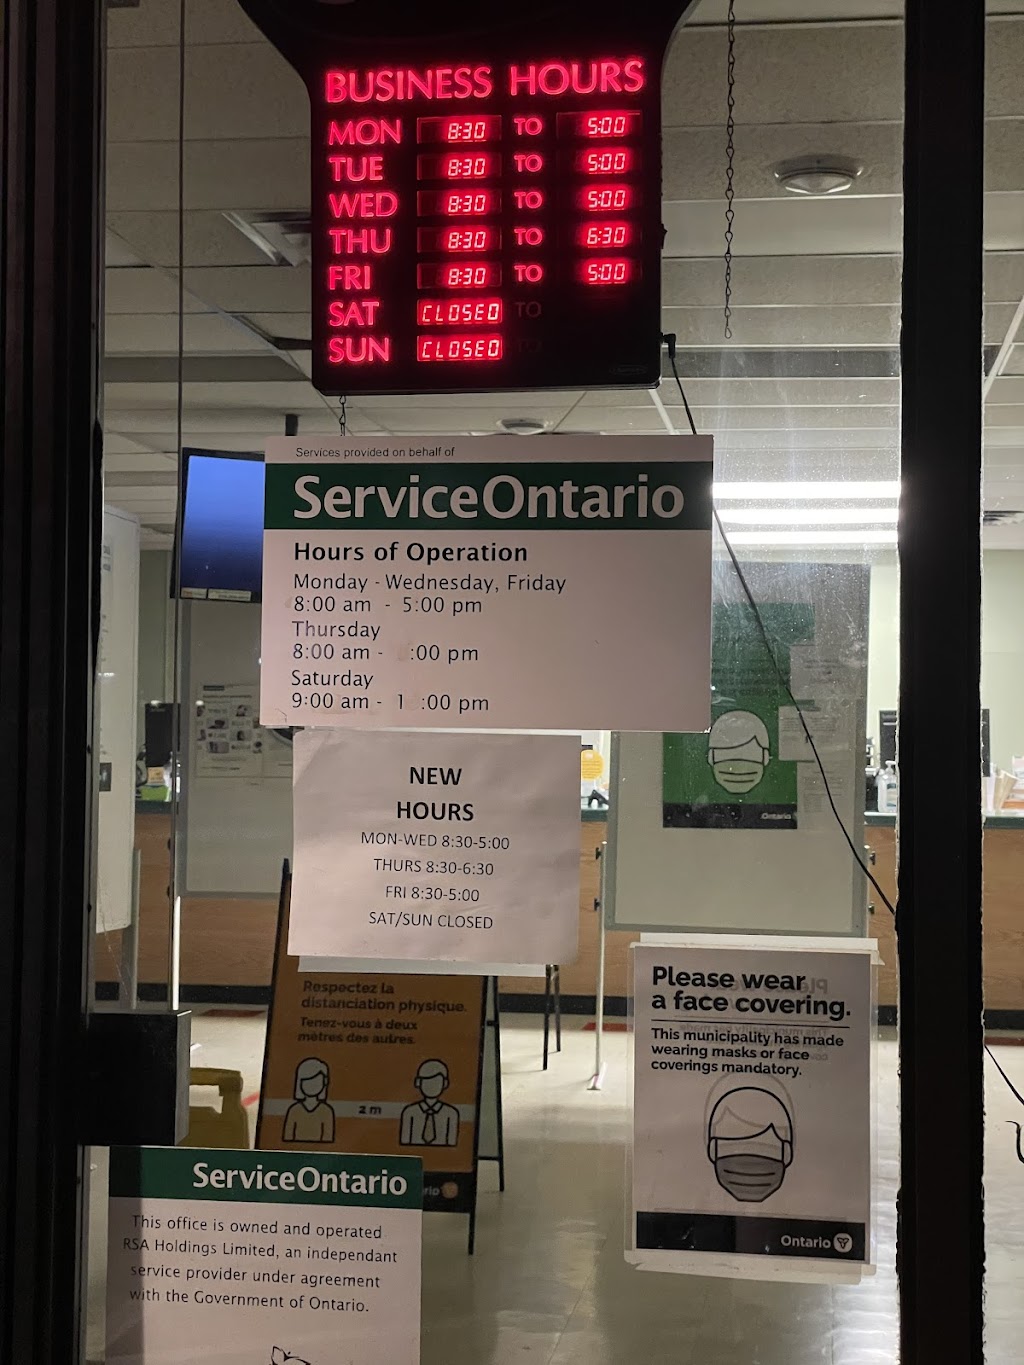 BUSINESS HOURS
MON 8:30 TO 5:00
TUE 8:30 TO 5:00
WED 8:30 TO 5:00
THU 8:30 TO 6:30
FRI 8:30 TO 5:00
SAT CLOSED TO
SUN CLOSED
Services provided on behalf of
ServiceOntario
Hours of Operation
Monday - Wednesday, Friday
8:00 am - 5:00 pm
Thursday
8:00 am - :00 pm
Saturday
9:00 am - 1 :00 pm
NEW
HOURS
MON-WED 8:30-5:00
THURS 8:30-6:30
FRI 8:30-5:00
SAT/SUN CLOSED
Ontario
Respectez la
distanciation physique.
Tenez-vous à deux
mètres des autres.
2 m
Please wear
a face covering.
This municipality has made
wearing masks or face
coverings mandatory.
Ontario
ServiceOntario
This office is owned and operated
RSA Holdings Limited, an independant
service provider under agreement
with the Government of Ontario.